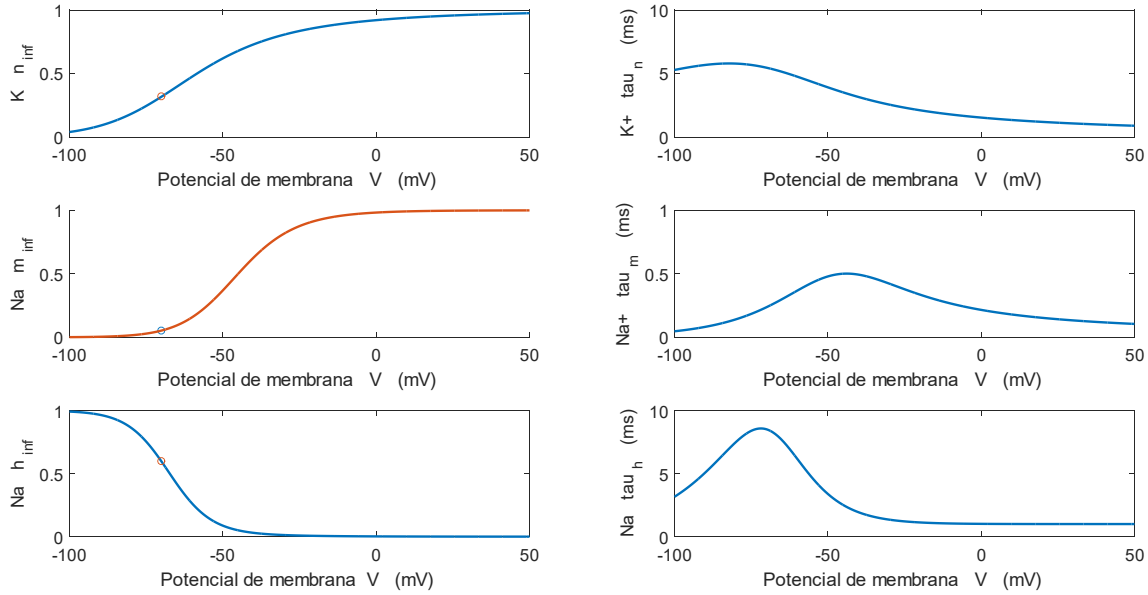 1
0.5
0
K n inf
-100 -50 0 50
Potencial de membrana V (mV)
10
5
0
K+ tau n (ms)
-100 -50 0 50
Potencial de membrana V (mV)
1
0.5
0
Na m inf
-100 -50 0 50
Potencial de membrana V (mV)
1
0.5
0
Na+ tau m (ms)
-100 -50 0 50
Potencial de membrana V (mV)
1
0.5
0
Na h inf
-100 -50 0 50
Potencial de membrana V (mV)
10
5
0
Na tau h (ms)
-100 -50 0 50
Potencial de membrana V (mV)